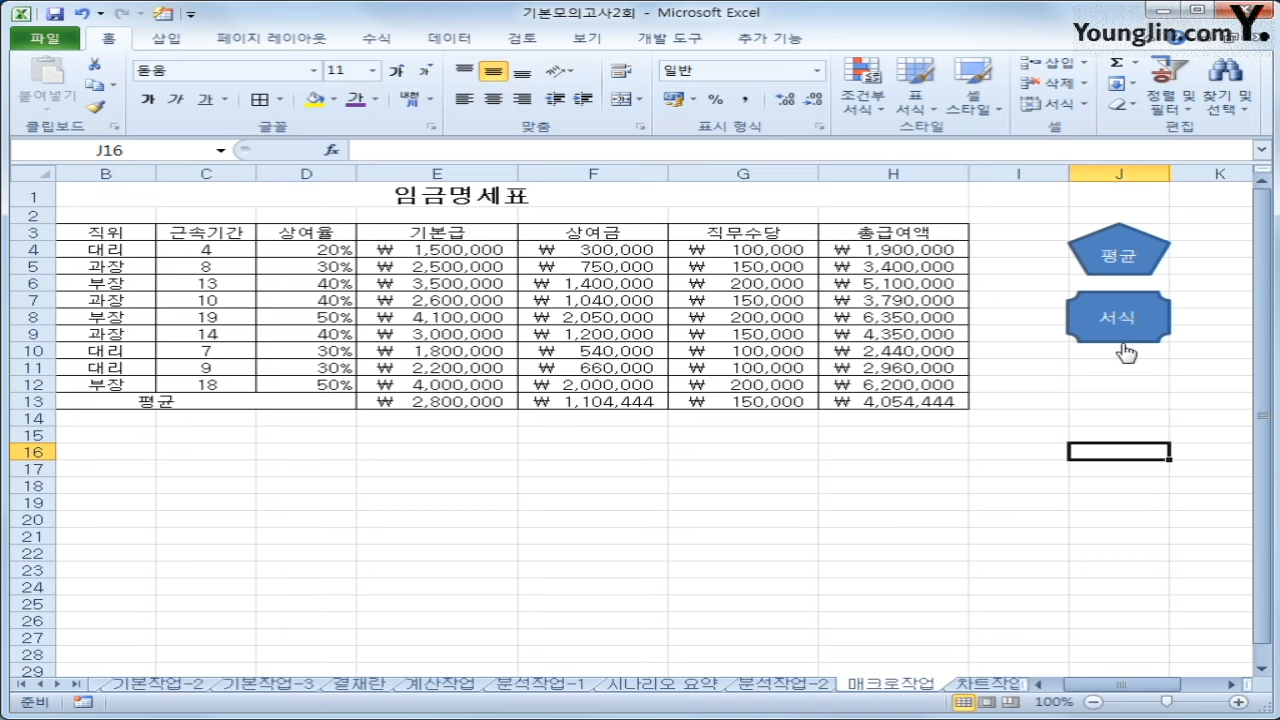 기본모의고사2회 - Microsoft Excel
YoungJin.com Y.
파일 홈 삽입 페이지 레이아웃 수식 데이터 검토 보기 개발 도구 추가 기능
붙여넣기
돋움 11
일반
조건부 서식 표 서식 셀 스타일
삽입
삭제
서식
정렬 및 필터 찾기 및 선택
클립보드 글꼴 맞춤 표시 형식 스타일 셀 편집
J16
B C D E F G H I J K
1 임금명세표
2
3 직위 근속기간 상여율 기본급 상여금 직무수당 총급여액
4 대리 4 20% ₩ 1,500,000 ₩ 300,000 ₩ 100,000 ₩ 1,900,000
5 과장 8 30% ₩ 2,500,000 ₩ 750,000 ₩ 150,000 ₩ 3,400,000
6 부장 13 40% ₩ 3,500,000 ₩ 1,400,000 ₩ 200,000 ₩ 5,100,000
7 과장 10 40% ₩ 2,600,000 ₩ 1,040,000 ₩ 150,000 ₩ 3,790,000
8 부장 19 50% ₩ 4,100,000 ₩ 2,050,000 ₩ 200,000 ₩ 6,350,000
9 과장 14 40% ₩ 3,000,000 ₩ 1,200,000 ₩ 150,000 ₩ 4,350,000
10 대리 7 30% ₩ 1,800,000 ₩ 540,000 ₩ 100,000 ₩ 2,440,000
11 대리 9 30% ₩ 2,200,000 ₩ 660,000 ₩ 100,000 ₩ 2,960,000
12 부장 18 50% ₩ 4,000,000 ₩ 2,000,000 ₩ 200,000 ₩ 6,200,000
13 평균 ₩ 2,800,000 ₩ 1,104,444 ₩ 150,000 ₩ 4,054,444
평균
서식
14
15
16
17
18
19
20
21
22
23
24
25
26
27
28
29
기본작업-2 기본작업-3 결재란 계산작업 분석작업-1 시나리오 요약 분석작업-2 매크로작업 차트작업
준비 100%